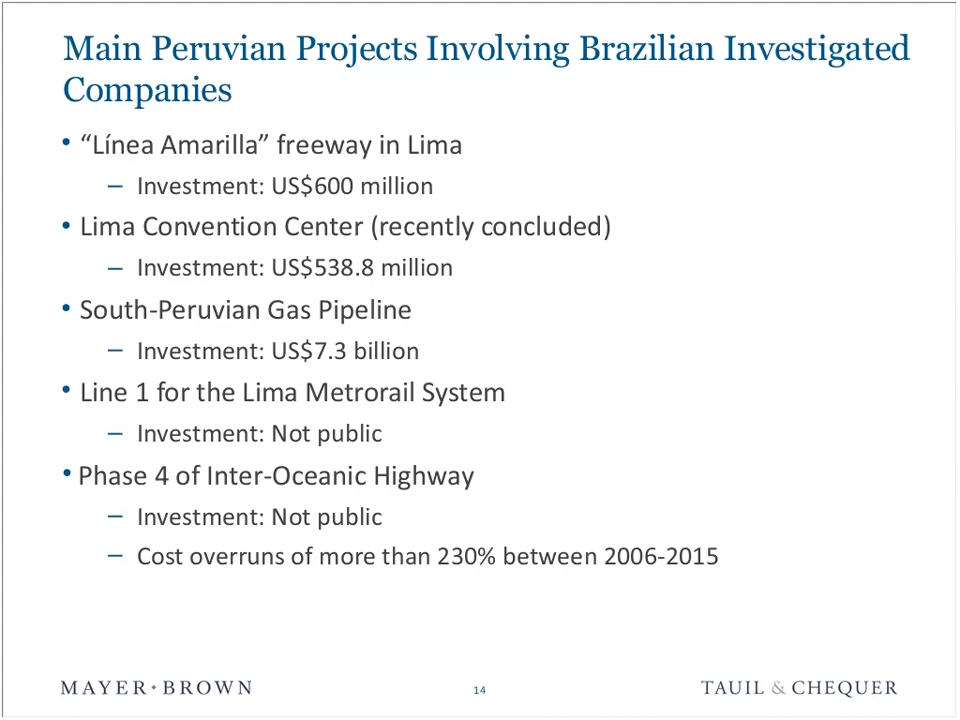 Main Peruvian Projects Involving Brazilian Investigated
Companies
• “Línea Amarilla” freeway in Lima
– Investment: US$600 million
• Lima Convention Center (recently concluded)
– Investment: US$538.8 million
• South-Peruvian Gas Pipeline
– Investment: US$7.3 billion
• Line 1 for the Lima Metrorail System
– Investment: Not public
• Phase 4 of Inter-Oceanic Highway
– Investment: Not public
– Cost overruns of more than 230% between 2006-2015
MAYER • BROWN
14
TAUIL & CHEQUER